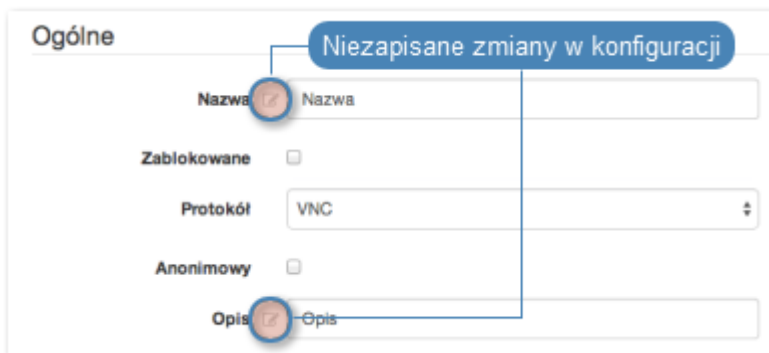 Ogólne
Niezapisane zmiany w konfiguracji
Nazwa Nazwa
Zablokowane
Protokół VNC
Anonimowy
Opis Opis